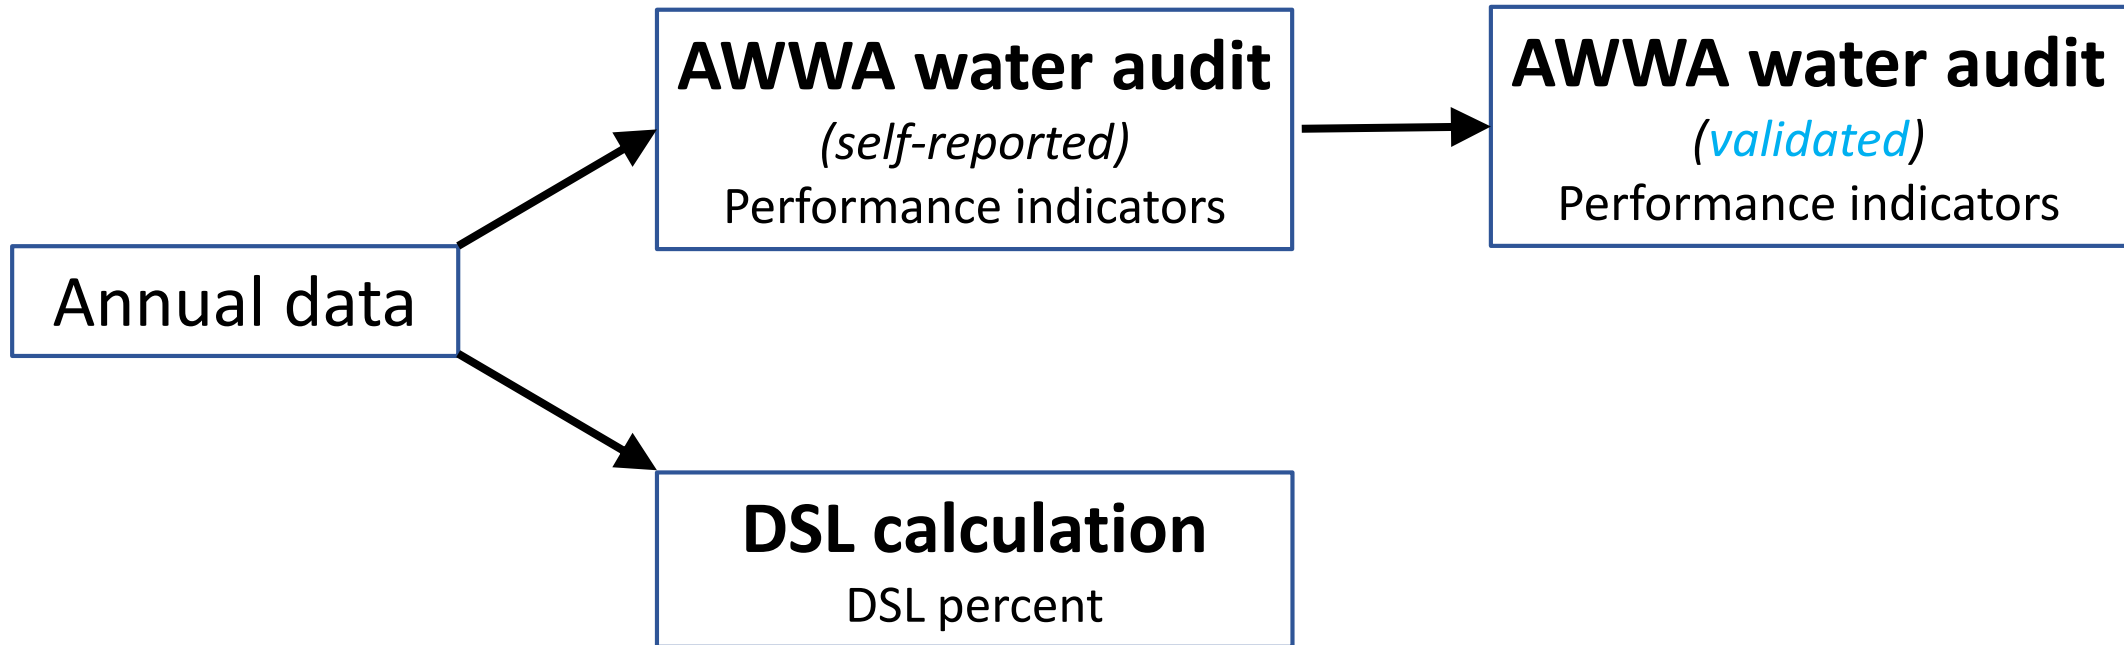 AWWA water audit
(self-reported)
Performance indicators
AWWA water audit
(validated)
Performance indicators
Annual data
DSL calculation
DSL percent